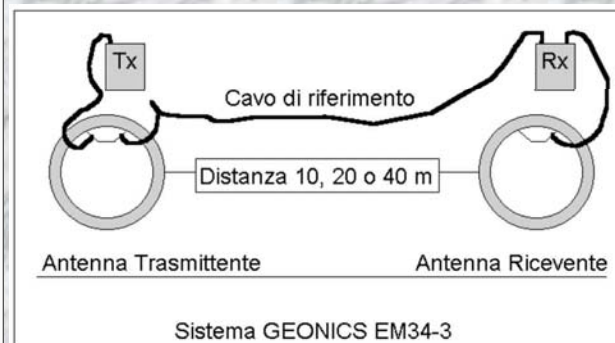 Tx
Rx
Cavo di riferimento
Distanza 10, 20 o 40 m
Antenna Trasmittente
Antenna Ricevente
Sistema GEONICS EM34-3